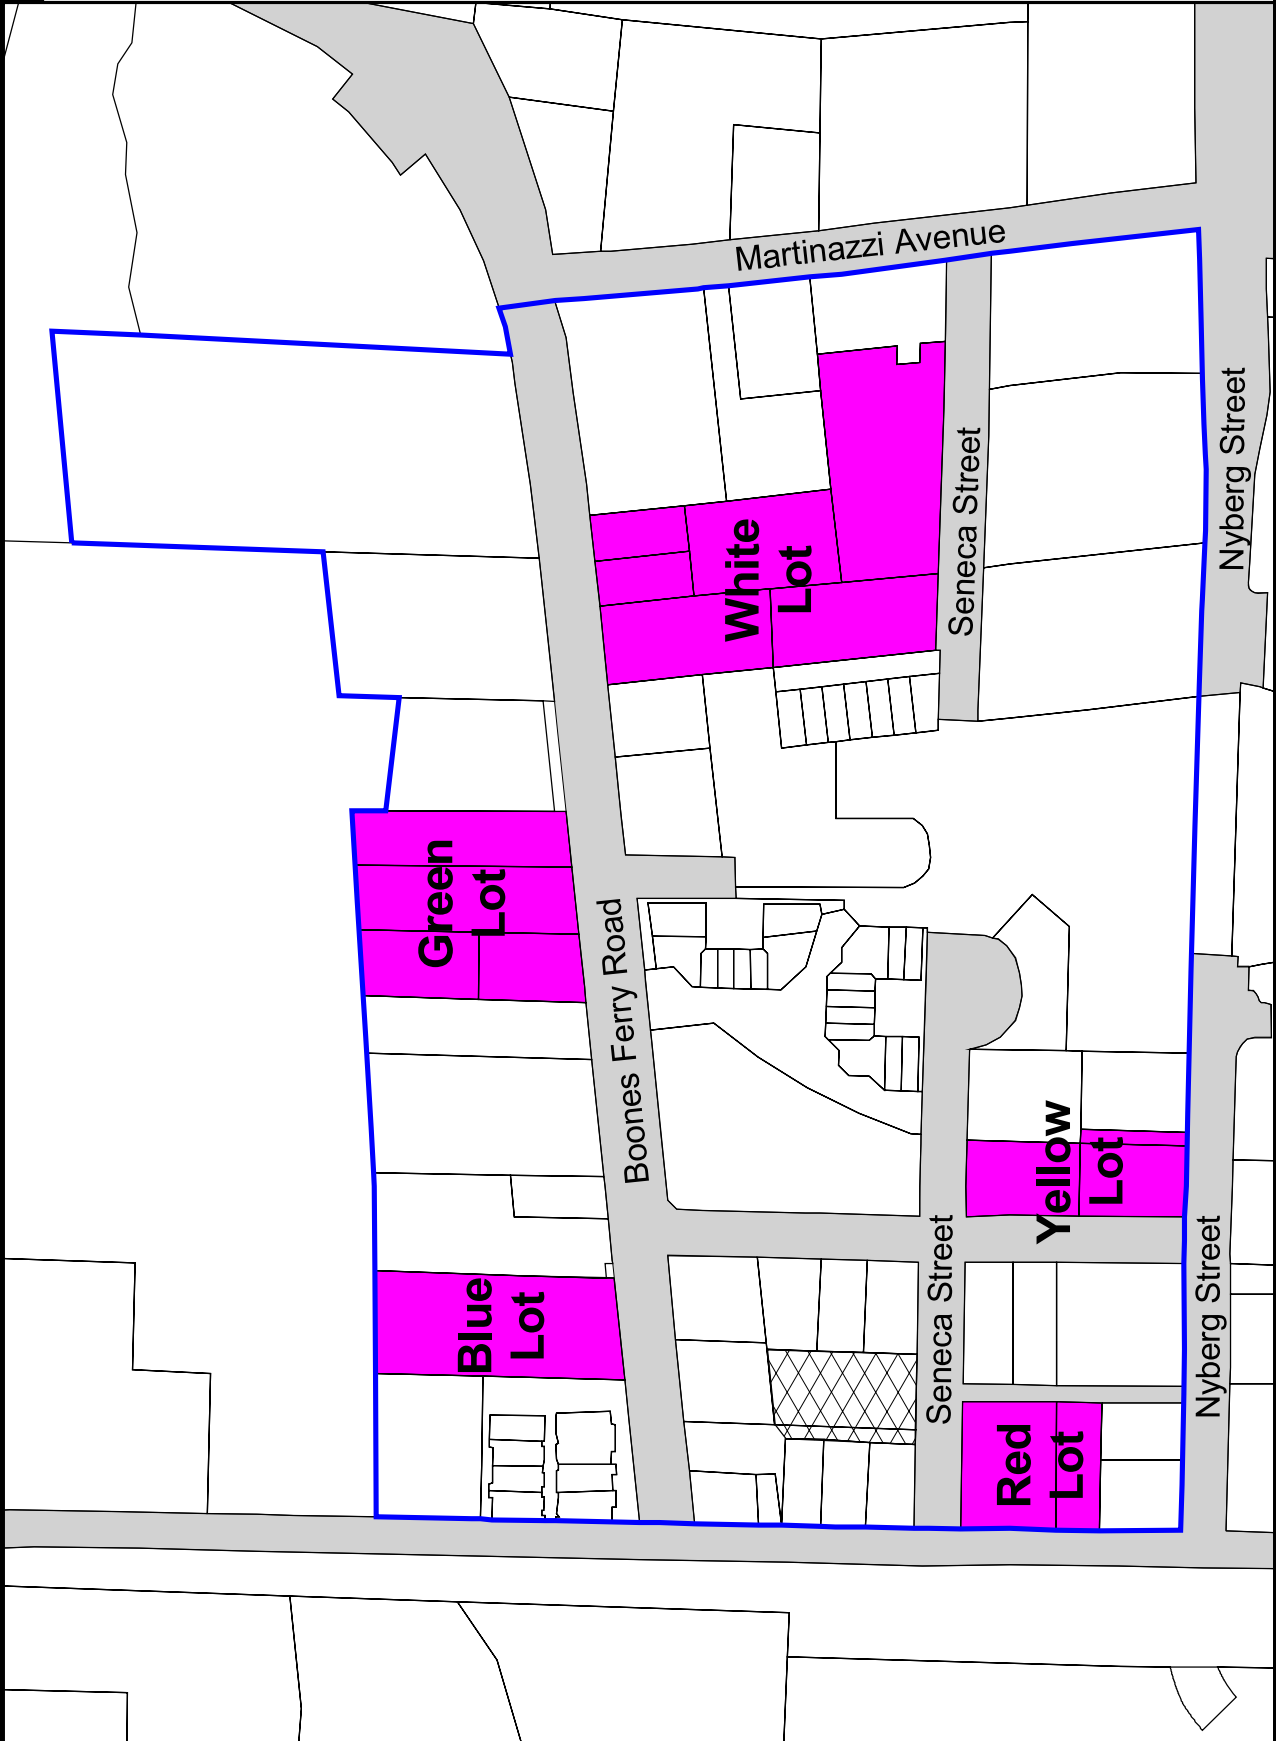 Martinazzi Avenue
Nyberg Street
Seneca Street
White
Lot
Green
Lot
Boones Ferry Road
Yellow
Lot
Blue
Lot
Seneca Street
Nyberg Street
Red
Lot